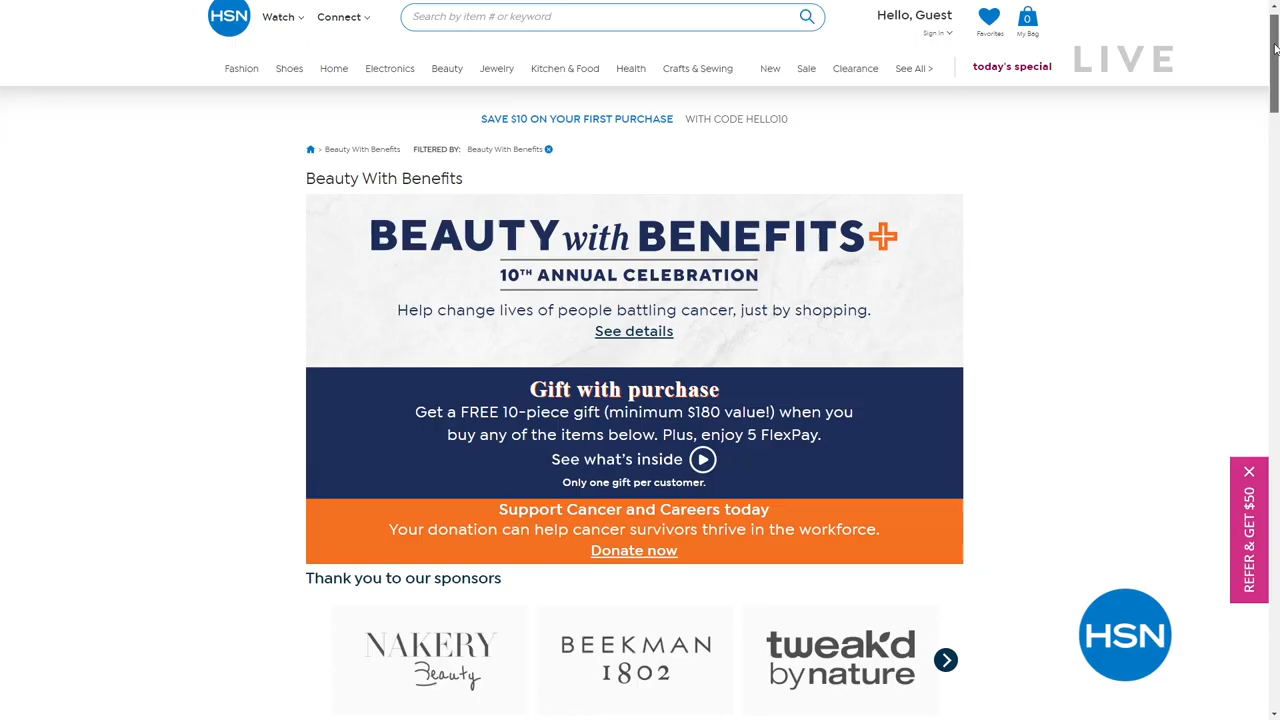 HSN
Watch
Connect
Search by item # or keyword
Hello, Guest
Sign In
Favorites
0
My Bag
Fashion
Shoes
Home
Electronics
Beauty
Jewelry
Kitchen & Food
Health
Crafts & Sewing
New
Sale
Clearance
See All >
today's special
LIVE
SAVE $10 ON YOUR FIRST PURCHASE WITH CODE HELLO10
> Beauty With Benefits FILTERED BY: Beauty With Benefits
Beauty With Benefits
BEAUTY with BENEFITS+
10TH ANNUAL CELEBRATION
Help change lives of people battling cancer, just by shopping.
See details
Gift with purchase
Get a FREE 10-piece gift (minimum $180 value!) when you
buy any of the items below. Plus, enjoy 5 FlexPay.
See what's inside
Only one gift per customer.
Support Cancer and Careers today
Your donation can help cancer survivors thrive in the workforce.
Donate now
Thank you to our sponsors
NAKERY
Beauty
BEEKMAN
1802
tweak'd
by nature
REFER & GET $50
HSN